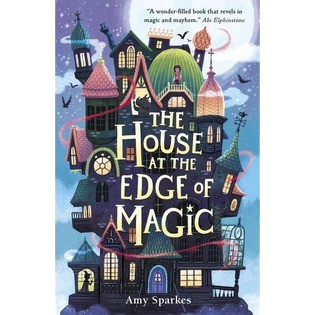 "A wonder-filled book that revels in
magic and mayhem." Abi Elphinstone
THE
HOUSE
AT THE
EDGE OF
MAGIC
Amy Sparkes